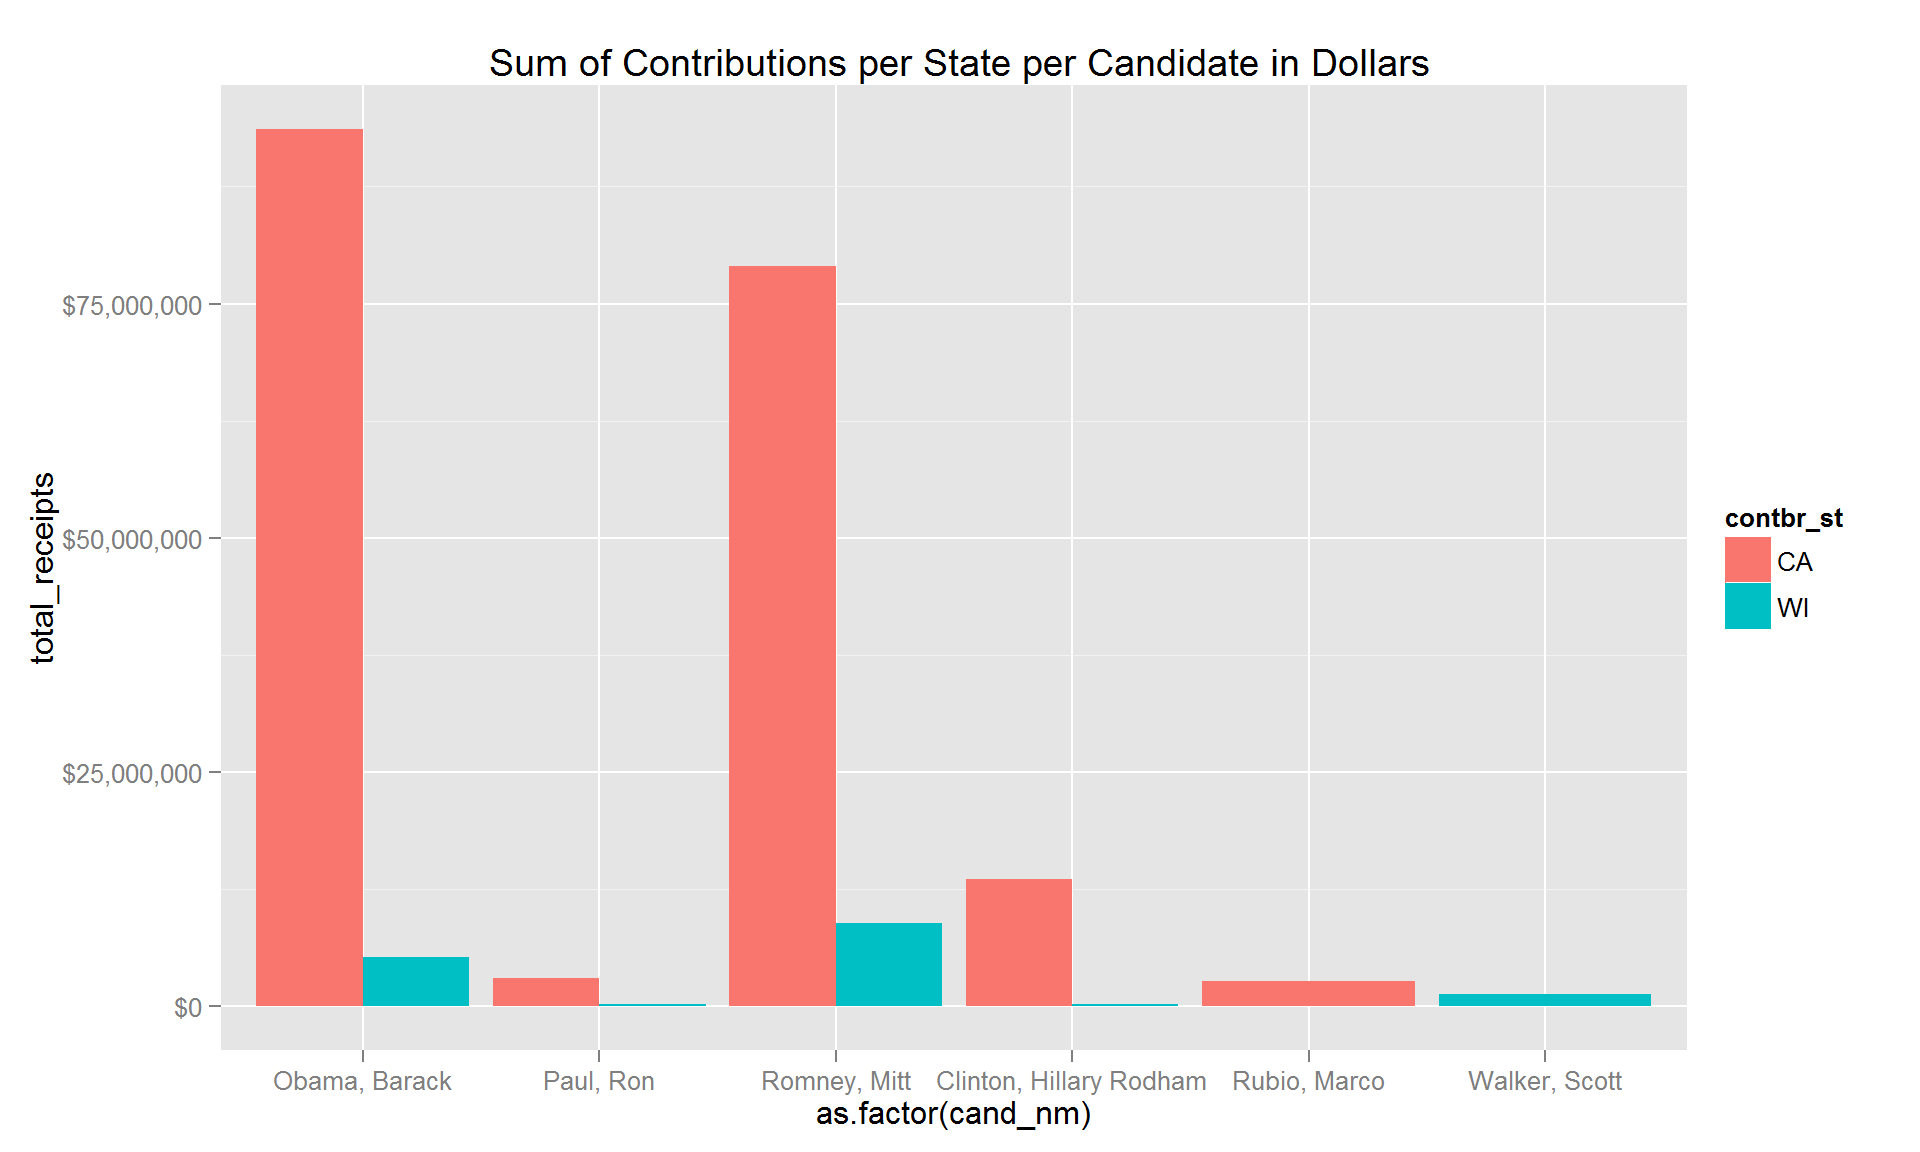 Sum of Contributions per State per Candidate in Dollars
total_receipts
$75,000,000
$50,000,000
$25,000,000
$0
Obama, Barack
Paul, Ron
Romney, Mitt
Clinton, Hillary Rodham
Rubio, Marco
Walker, Scott
as.factor(cand_nm)
contbr_st
CA
WI